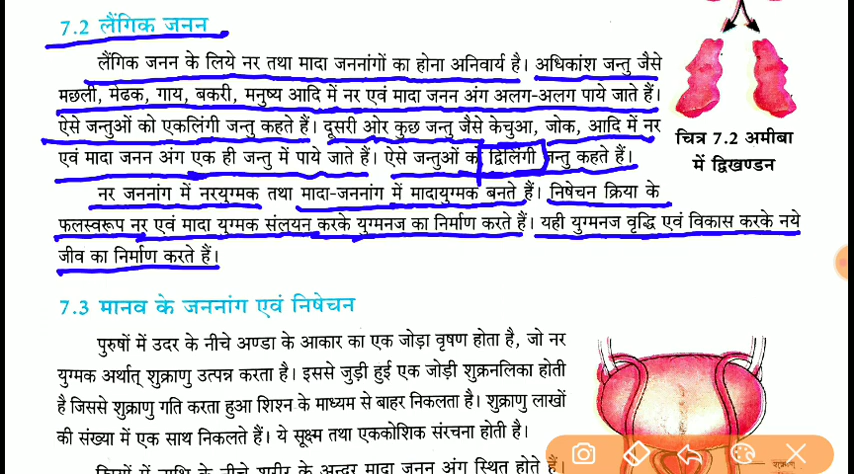 7.2 लैंगिक जनन
लैंगिक जनन के लिये नर तथा मादा जननांगों का होना अनिवार्य है। अधिकांश जन्तु जैसे
मछली, मेढक, गाय, बकरी, मनुष्य आदि में नर एवं मादा जनन अंग अलग-अलग पाये जाते हैं।
ऐसे जन्तुओं को एकलिंगी जन्तु कहते हैं। दूसरी ओर कुछ जन्तु जैसे केचुआ, जोक, आदि में नर
एवं मादा जनन अंग एक ही जन्तु में पाये जाते हैं। ऐसे जन्तुओं को द्विलिंगी जन्तु कहते हैं।
नर जननांग में नरयुग्मक तथा मादा-जननांग में मादायुग्मक बनते हैं। निषेचन क्रिया के
फलस्वरूप नर एवं मादा युग्मक संलयन करके युग्मनज का निर्माण करते हैं। यही युग्मनज वृद्धि एवं विकास करके नये
जीव का निर्माण करते हैं।
चित्र 7.2 अमीबा
में द्विखण्डन
7.3 मानव के जननांग एवं निषेचन
पुरुषों में उदर के नीचे अण्डा के आकार का एक जोड़ा वृषण होता है, जो नर
युग्मक अर्थात् शुक्राणु उत्पन्न करता है। इससे जुड़ी हुई एक जोड़ी शुक्रनलिका होती
है जिससे शुक्राणु गति करता हुआ शिश्न के माध्यम से बाहर निकलता है। शुक्राणु लाखों
की संख्या में एक साथ निकलते हैं। ये सूक्ष्म तथा एककोशिक संरचना होती है।
स्त्रियों में नाभि के नीचे शरीर के अन्दर मादा जनन अंग स्थित होते हैं।